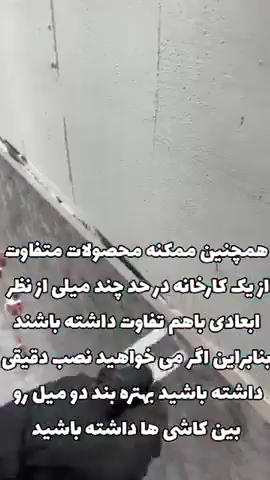 همچنین ممکنه محصولات متفاوت
از یک کارخانه در حد چند میلی از نظر
ابعادی باهم تفاوت داشته باشند
بنابراین اگر می خواهید نصب دقیقی
داشته باشید بهتره بند دو میل رو
بین کاشی ها داشته باشید